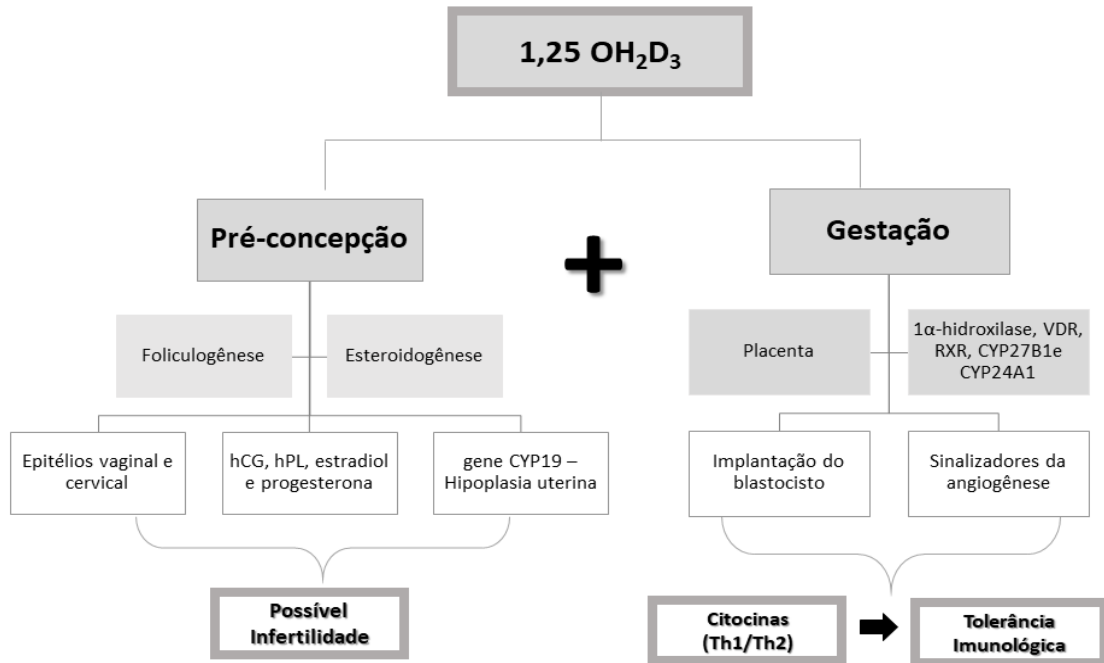 1,25 OH₂D₃
Pré-concepção
Gestação
Foliculogênese
Esteroidogênese
Placenta
1α-hidroxilase, VDR,
RXR, CYP27B1e
CYP24A1
Epitélios vaginal e
cervical
hCG, hPL, estradiol
e progesterona
gene CYP19 –
Hipoplasia uterina
Implantação do
blastocisto
Sinalizadores da
angiogênese
Possível
Infertilidade
Citocinas
(Th1/Th2)
Tolerância
Imunológica